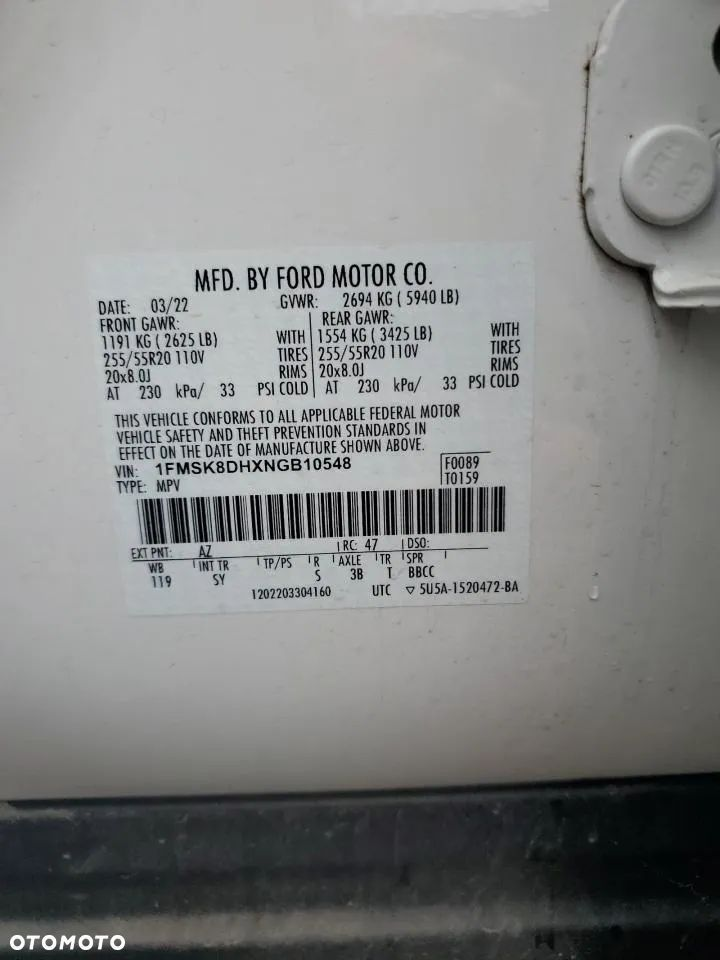 MFD. BY FORD MOTOR CO.
DATE: 03/22 GVWR: 2694 KG ( 5940 LB)
FRONT GAWR: REAR GAWR:
1191 KG ( 2625 LB) WITH 1554 KG ( 3425 LB) WITH
255/55R20 110V TIRES 255/55R20 110V TIRES
20x8.0J RIMS 20x8.0J RIMS
AT 230 kPa/ 33 PSI COLD AT 230 kPa/ 33 PSI COLD
THIS VEHICLE CONFORMS TO ALL APPLICABLE FEDERAL MOTOR
VEHICLE SAFETY AND THEFT PREVENTION STANDARDS IN
EFFECT ON THE DATE OF MANUFACTURE SHOWN ABOVE.
VIN: 1FMSK8DHXNGB10548 F0089
TYPE: MPV T0159
EXT PNT: AZ RC: 47 DSO:
WB INT TR TP/PS R AXLE TR SPR
119 SY S 3B T BBCC
1202203304160 UTC ▽ 5U5A-1520472-BA
OTOMOTO